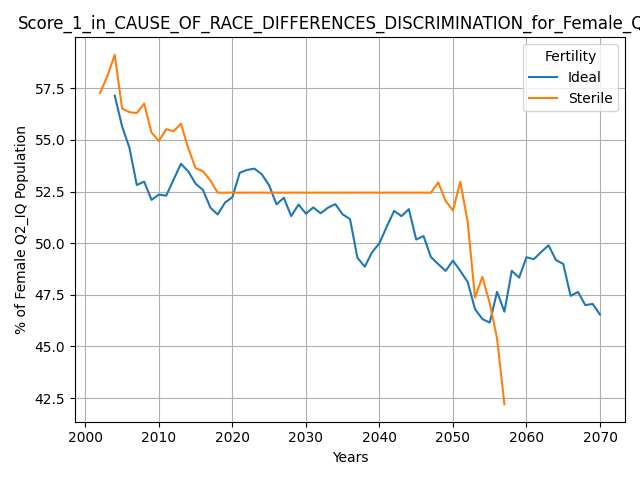 Score_1_in_CAUSE_OF_RACE_DIFFERENCES_DISCRIMINATION_for_Female_Q
Fertility
Ideal
Sterile
% of Female Q2_IQ Population
57.5
55.0
52.5
50.0
47.5
45.0
42.5
2000 2010 2020 2030 2040 2050 2060 2070
Years